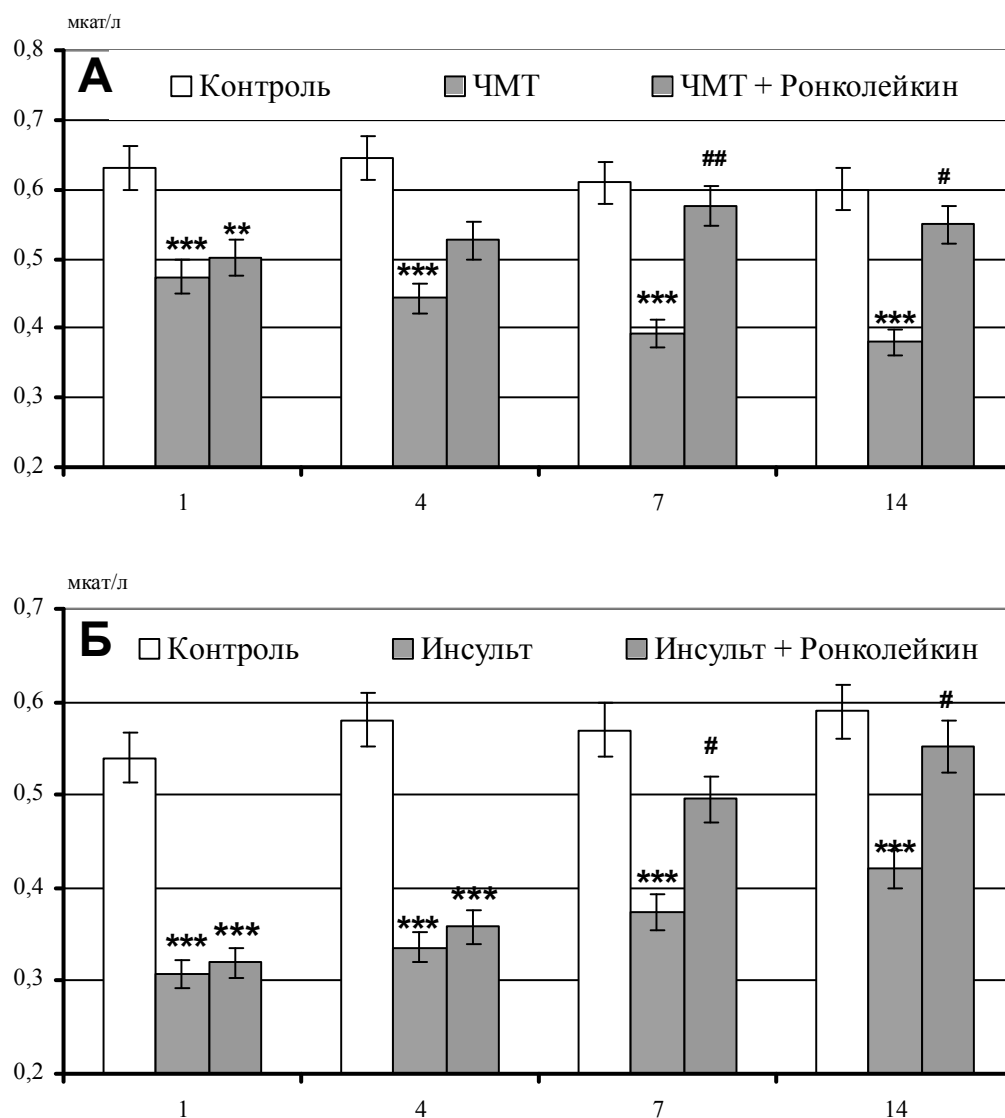 мкат/л
0,8
А
Контроль
ЧМТ
ЧМТ + Ронколейкин
0,7
##
#
0,6
*** **
0,5
***
***
***
0,4
0,3
0,2
1 4 7 14
мкат/л
0,7
Б
Контроль
Инсульт
Инсульт + Ронколейкин
0,6
#
#
0,5
***
0,4
***
***
***
*** ***
0,3
0,2
1 4 7 14